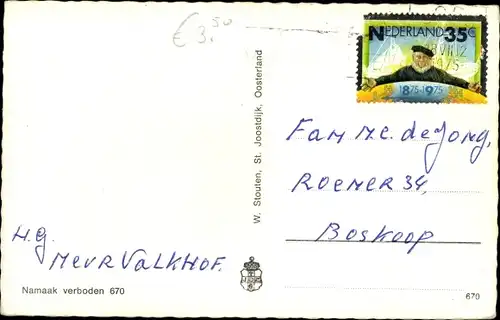 € 3.50
NEDERLAND 35C
1875-1975
Fam M.C. de Jong,
ROEMER 34,
BOSKOOP
H.G.
MEVR VALKHOF.
W. Stouten, St. Joostdijk, Oosterland
Namaak verboden 670
670